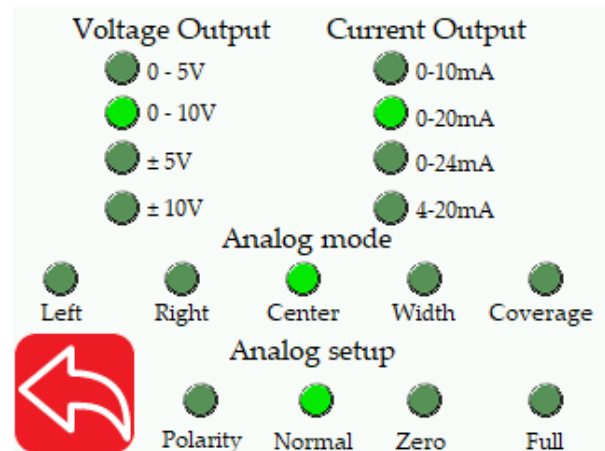 Voltage Output Current Output
0 - 5V 0-10mA
0 - 10V 0-20mA
± 5V 0-24mA
± 10V 4-20mA
Analog mode
Left Right Center Width Coverage
Analog setup
Polarity Normal Zero Full